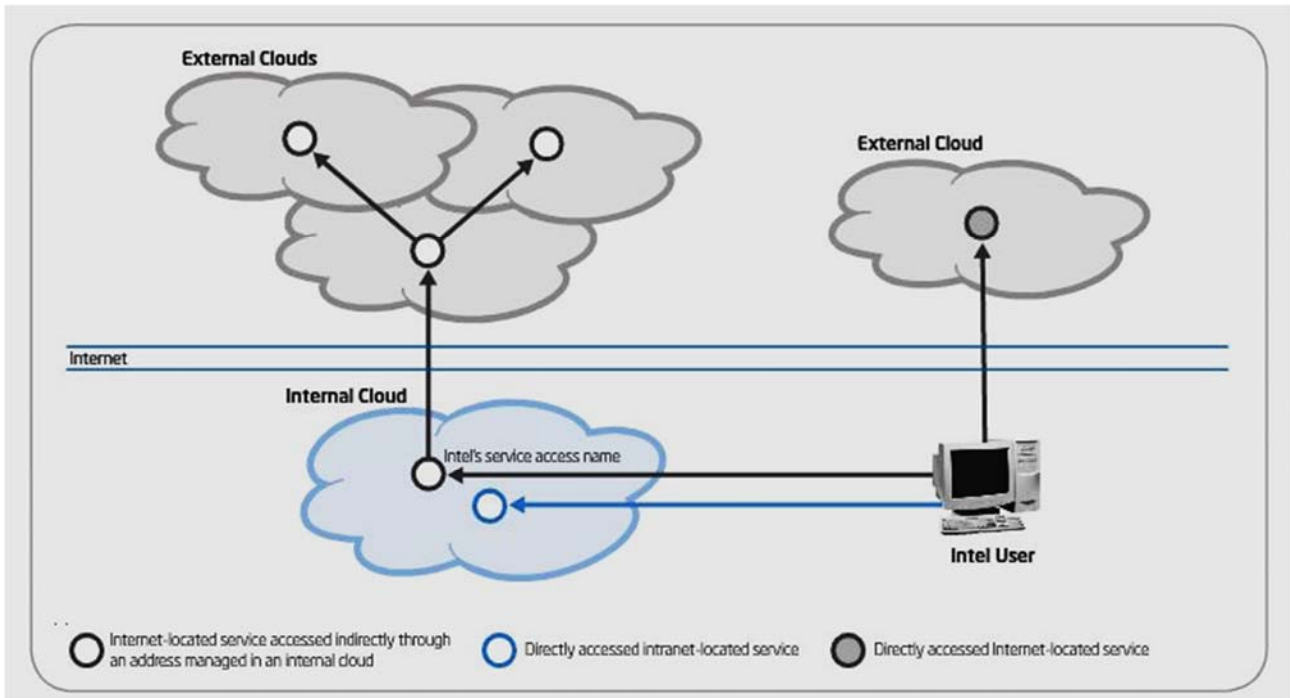 External Clouds
External Cloud
Internet
Internal Cloud
Intel's service access name
Intel User
Internet-located service accessed indirectly through
an address managed in an internal cloud
Directly accessed intranet-located service
Directly accessed Internet-located service